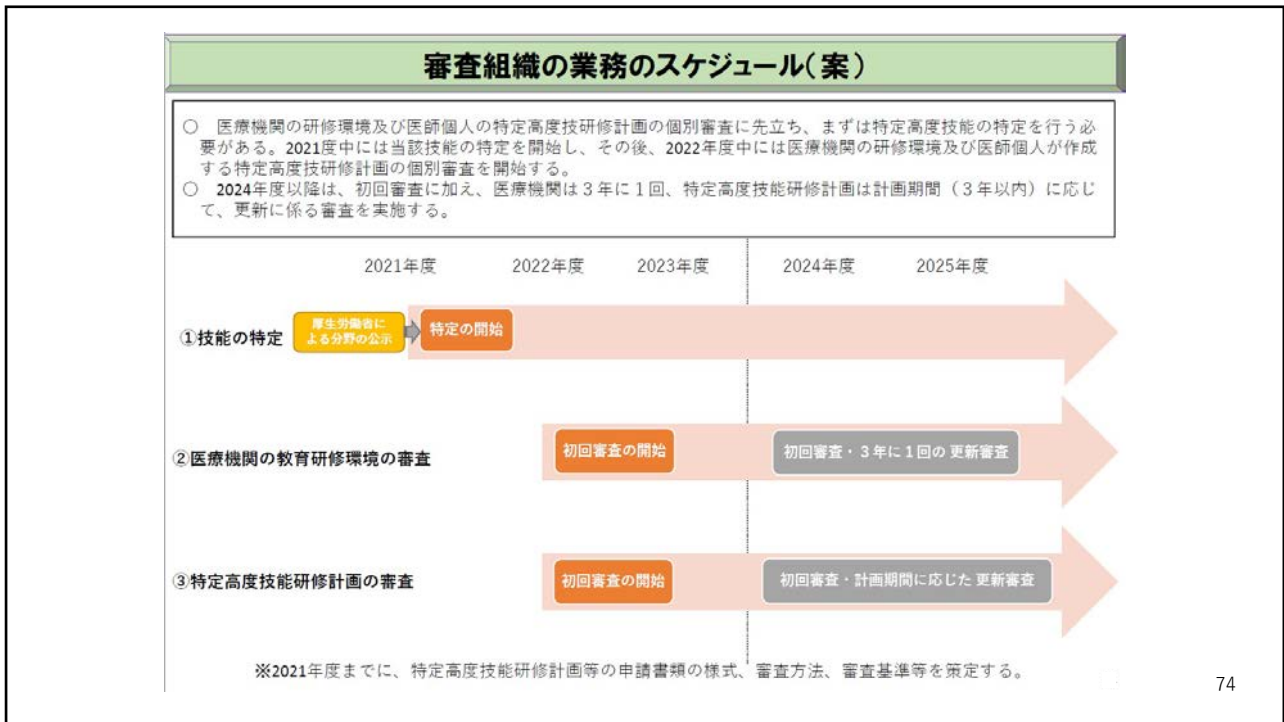 審査組織の業務のスケジュール(案)
○ 医療機関の研修環境及び医師個人の特定高度技研修計画の個別審査に先立ち、まずは特定高度技能の特定を行う必
要がある。2021度中には当該技能の特定を開始し、その後、2022年度中には医療機関の研修環境及び医師個人が作成
する特定高度技研修計画の個別審査を開始する。
○ 2024年度以降は、初回審査に加え、医療機関は3年に1回、特定高度技能研修計画は計画期間（3年以内）に応じ
て、更新に係る審査を実施する。
2021年度 2022年度 2023年度 2024年度 2025年度
①技能の特定
厚生労働省に
よる分野の公示
特定の開始
②医療機関の教育研修環境の審査
初回審査の開始
初回審査・3年に1回の 更新審査
③特定高度技能研修計画の審査
初回審査の開始
初回審査・計画期間に応じた 更新審査
※2021年度までに、特定高度技能研修計画等の申請書類の様式、審査方法、審査基準等を策定する。
74